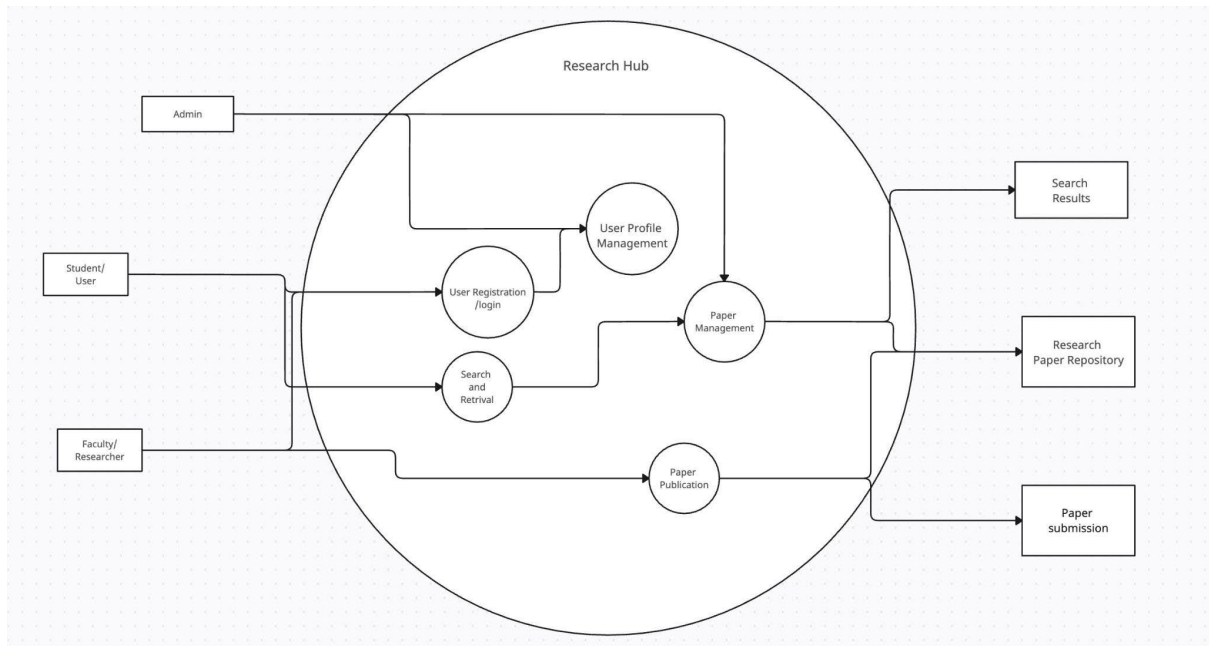 Research Hub
Admin
Search
Results
User Profile
Management
Student/
User
User Registration
/login
Paper
Management
Research
Paper Repository
Search
and
Retrival
Faculty/
Researcher
Paper
Publication
Paper
submission